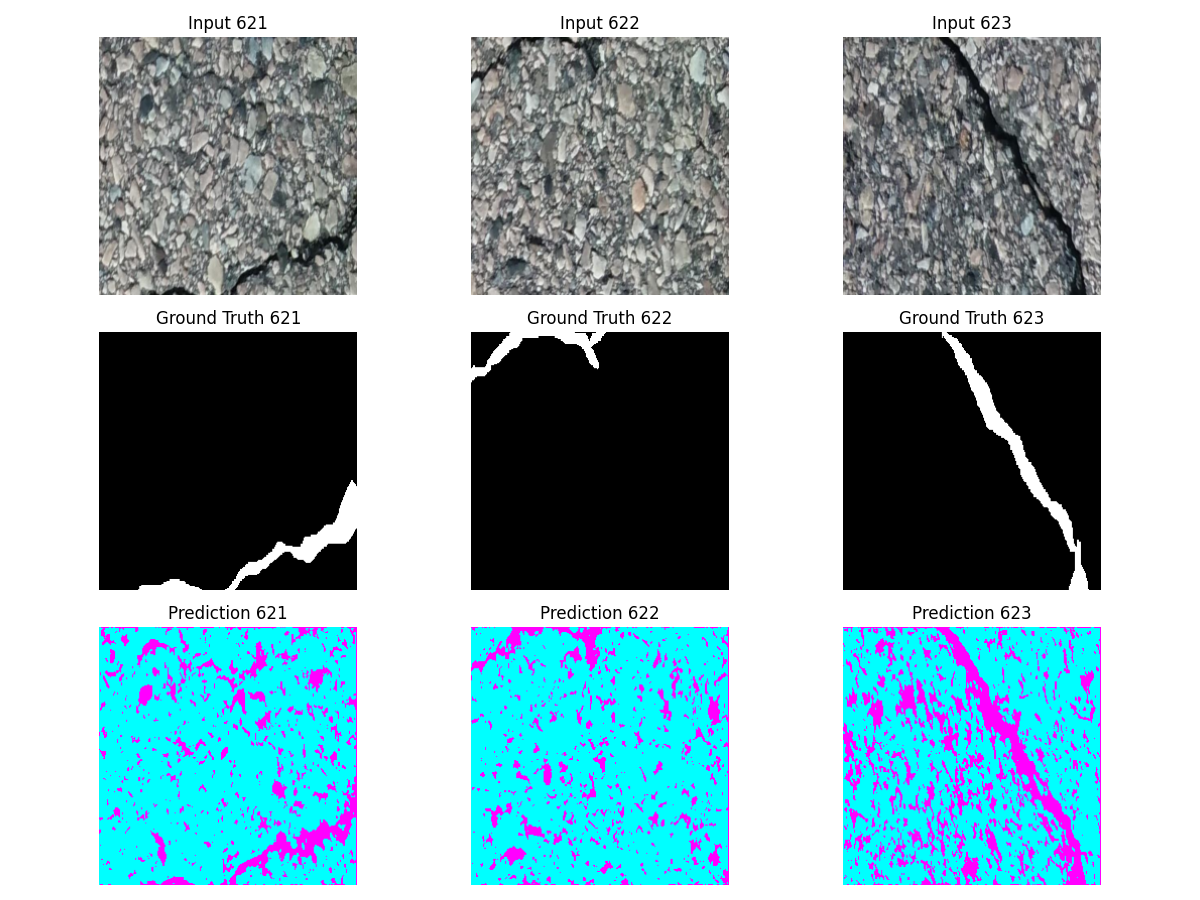 Input 621
Input 622
Input 623
Ground Truth 621
Ground Truth 622
Ground Truth 623
Prediction 621
Prediction 622
Prediction 623